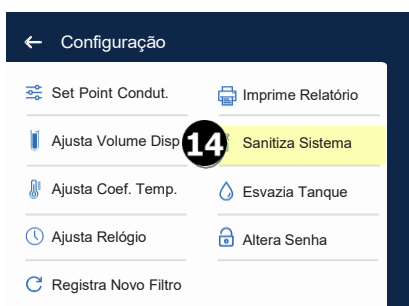 Configuração
Set Point Condut.
Imprime Relatório
Ajusta Volume Disp
14
Sanitiza Sistema
Ajusta Coef. Temp.
Esvazia Tanque
Ajusta Relógio
Altera Senha
Registra Novo Filtro